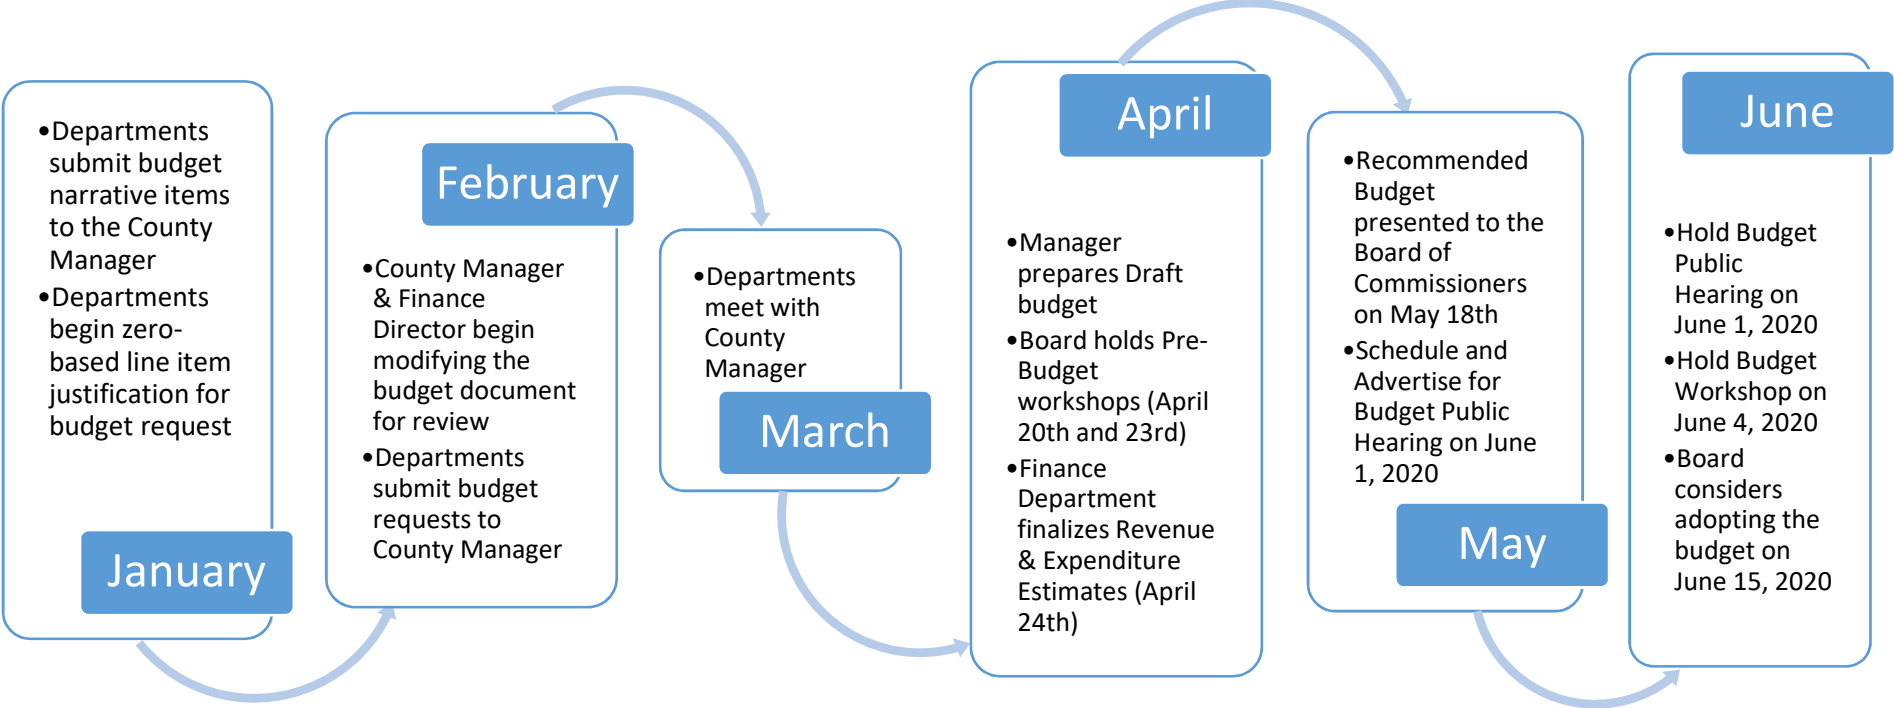 •Departments
submit budget
narrative items
to the County
Manager
•Departments
begin zero-
based line item
justification for
budget request
January
February
•County Manager
& Finance
Director begin
modifying the
budget document
for review
•Departments
submit budget
requests to
County Manager
•Departments
meet with
County
Manager
March
April
•Manager
prepares Draft
budget
•Board holds Pre-
Budget
workshops (April
20th and 23rd)
•Finance
Department
finalizes Revenue
& Expenditure
Estimates (April
24th)
•Recommended
Budget
presented to the
Board of
Commissioners
on May 18th
•Schedule and
Advertise for
Budget Public
Hearing on June
1, 2020
May
June
•Hold Budget
Public
Hearing on
June 1, 2020
•Hold Budget
Workshop on
June 4, 2020
•Board
considers
adopting the
budget on
June 15, 2020